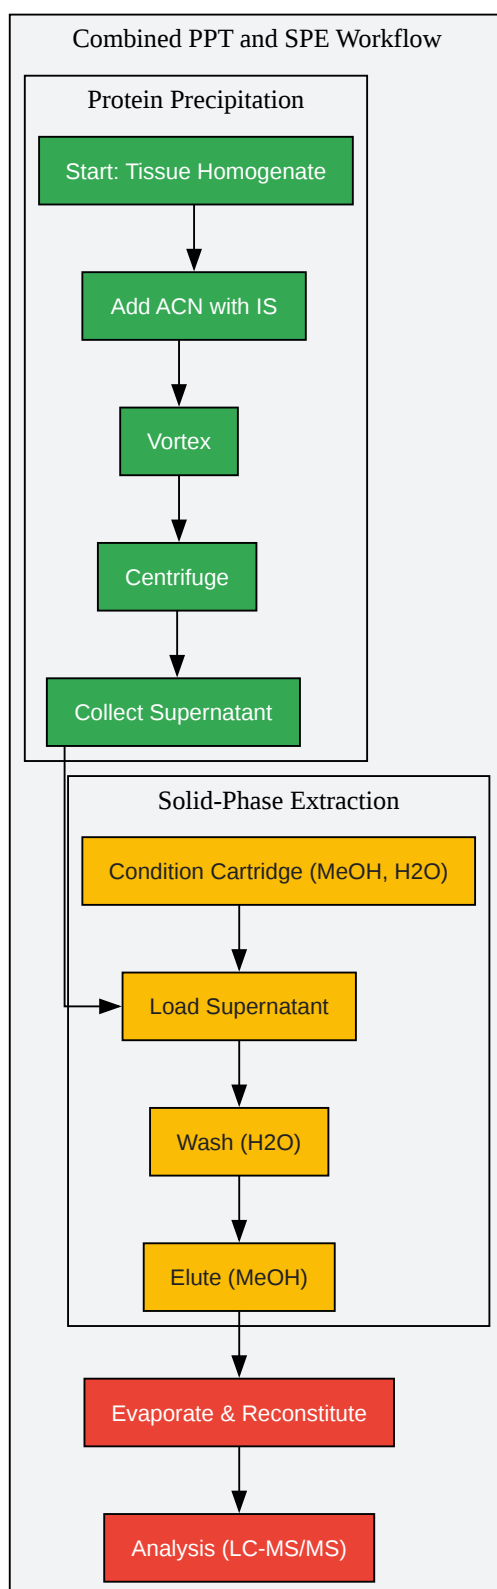 Combined PPT and SPE Workflow
Protein Precipitation
Start: Tissue Homogenate
Add ACN with IS
Vortex
Centrifuge
Collect Supernatant
Solid-Phase Extraction
Condition Cartridge (MeOH, H2O)
Load Supernatant
Wash (H2O)
Elute (MeOH)
Evaporate & Reconstitute
Analysis (LC-MS/MS)